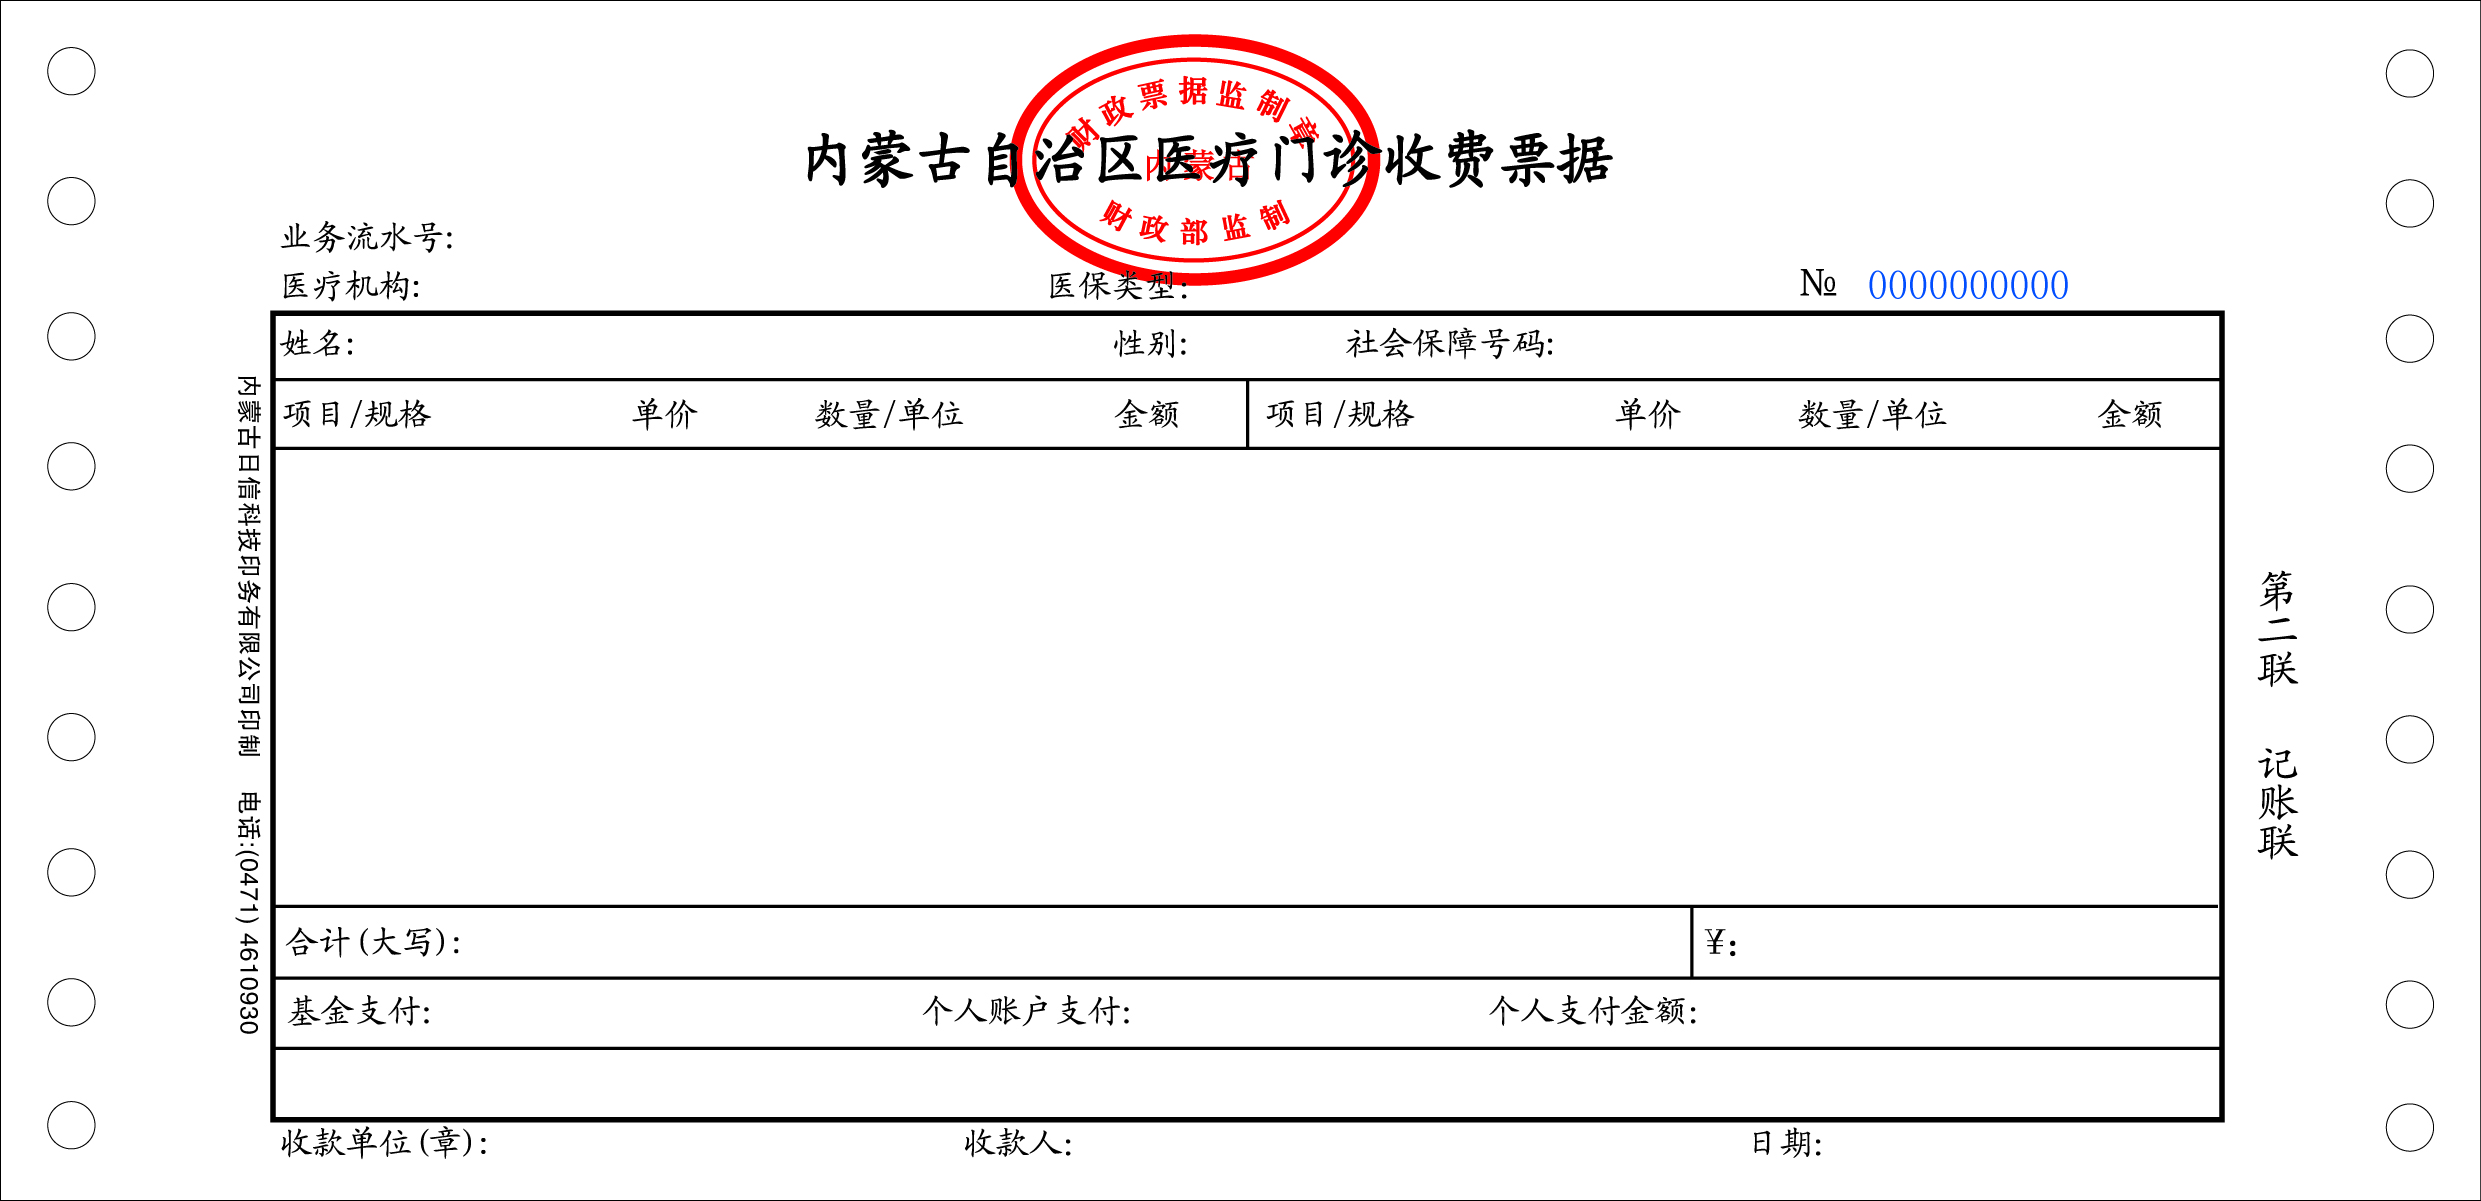 财政票据监制章
内蒙古
财政部监制
内蒙古自治区医疗门诊收费票据
业务流水号:
医疗机构: 医保类型: № 0000000000
姓名: 性别: 社会保障号码:
项目/规格 单价 数量/单位 金额 项目/规格 单价 数量/单位 金额
合计(大写): ¥:
基金支付: 个人账户支付: 个人支付金额:
收款单位(章): 收款人: 日期:
内蒙古日信科技印务有限公司印制 电话:(0471) 4610930
第二联 记账联